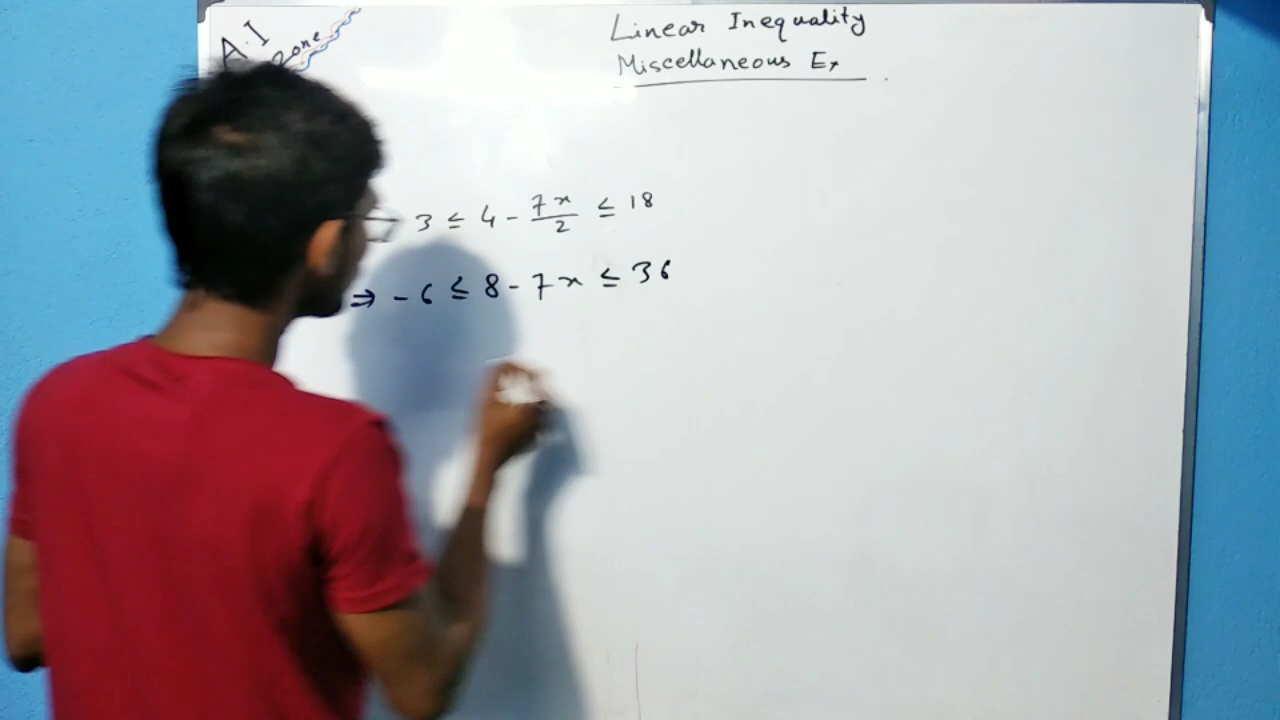 Linear Inequality
Miscellaneous Ex
A.I
zone
3 ≤ 4 - 7x/2 ≤ 18
⇒ - 6 ≤ 8 - 7x ≤ 36